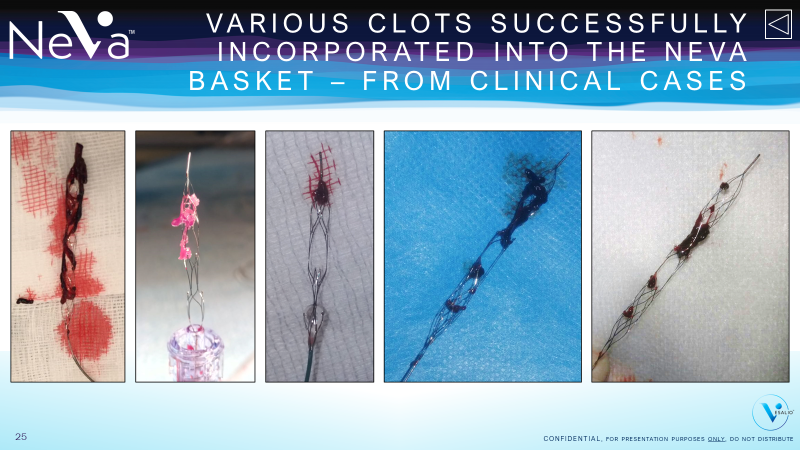 NeVa™
VARIOUS CLOTS SUCCESSFULLY
INCORPORATED INTO THE NEVA
BASKET – FROM CLINICAL CASES
VESALIO
25
CONFIDENTIAL, FOR PRESENTATION PURPOSES ONLY, DO NOT DISTRIBUTE